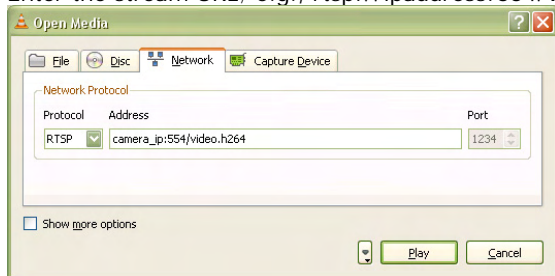 Open Media
File Disc Network Capture Device
Network Protocol
Protocol Address Port
RTSP camera_ip:554/video.h264 1234
Show more options
Play Cancel